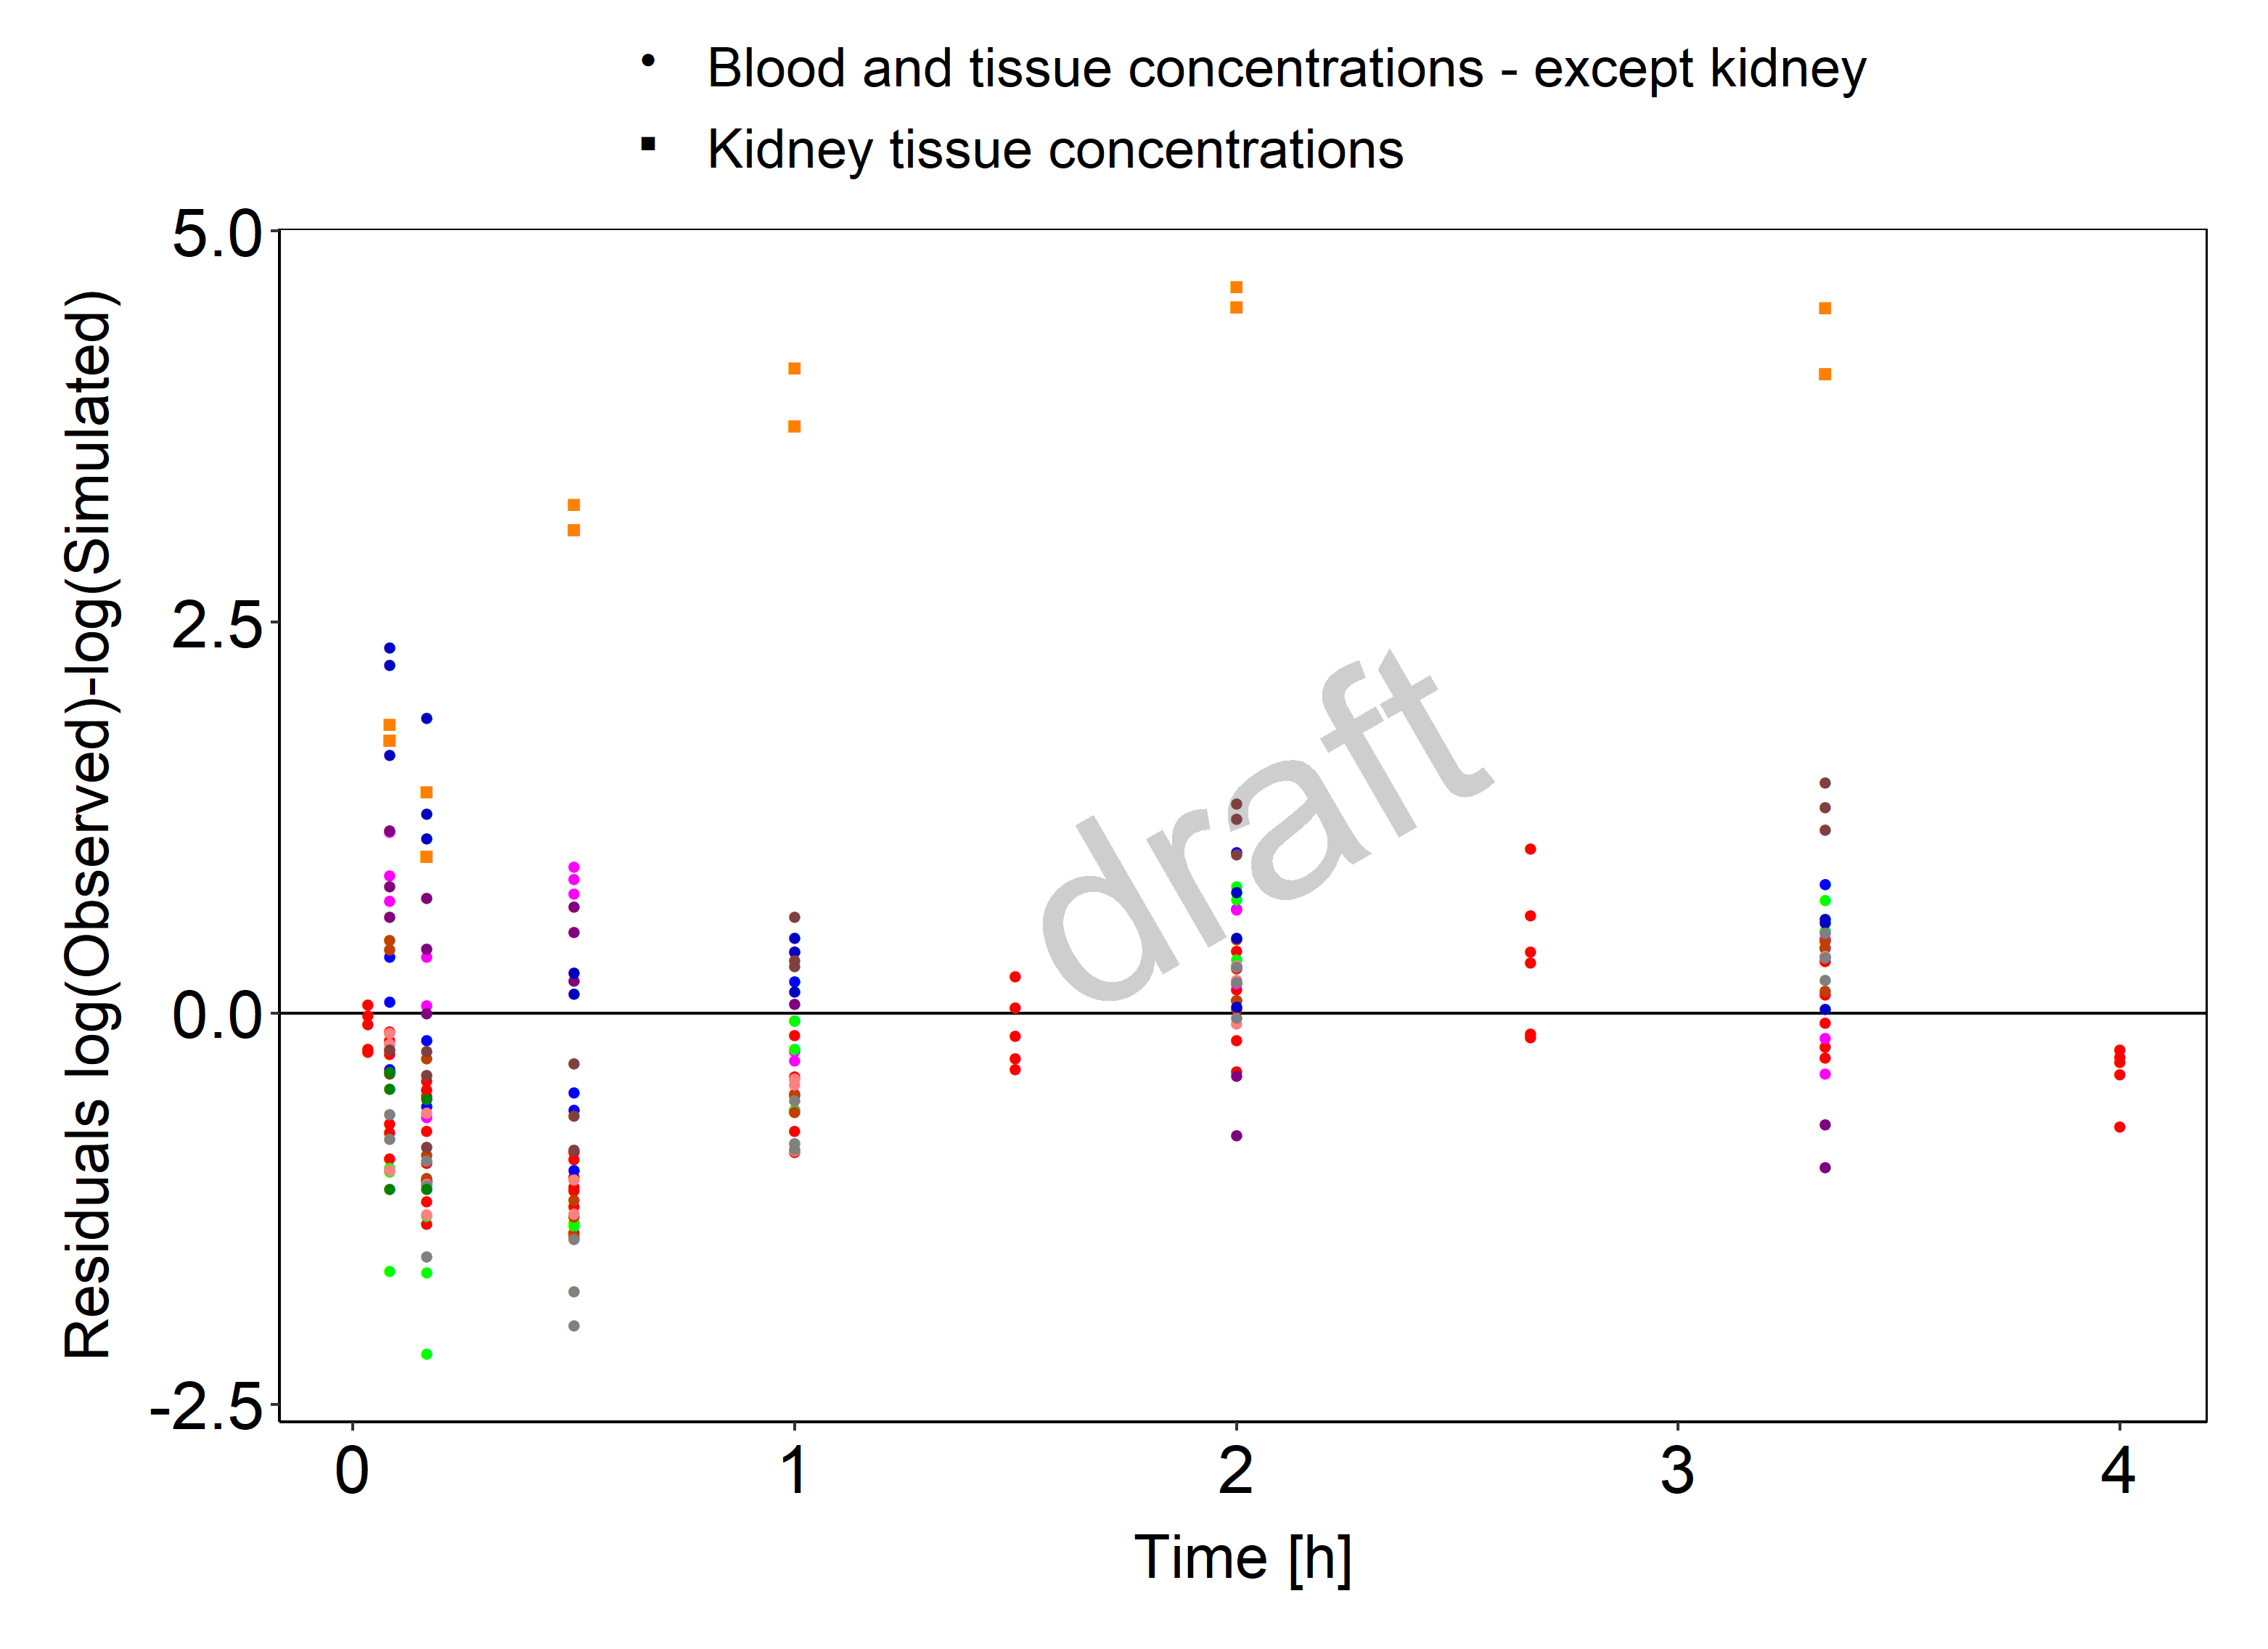 Blood and tissue concentrations - except kidney
Kidney tissue concentrations
Residuals log(Observed)-log(Simulated)
5.0
2.5
0.0
-2.5
draft
0 1 2 3 4
Time [h]